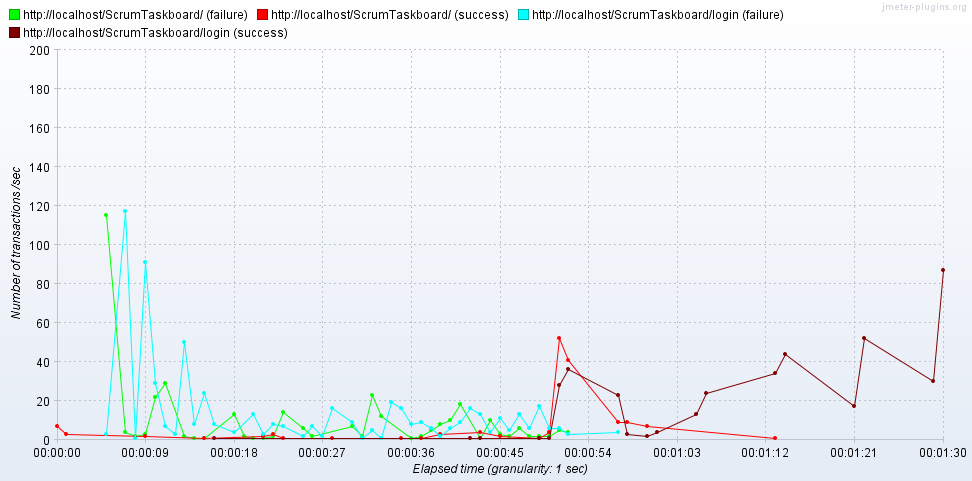 http://localhost/ScrumTaskboard/ (failure) http://localhost/ScrumTaskboard/ (success) http://localhost/ScrumTaskboard/login (failure) jmeter-plugins.org
http://localhost/ScrumTaskboard/login (success)
200
180
160
140
120
100
80
60
40
20
0
Number of transactions /sec
00:00:00 00:00:09 00:00:18 00:00:27 00:00:36 00:00:45 00:00:54 00:01:03 00:01:12 00:01:21 00:01:30
Elapsed time (granularity: 1 sec)